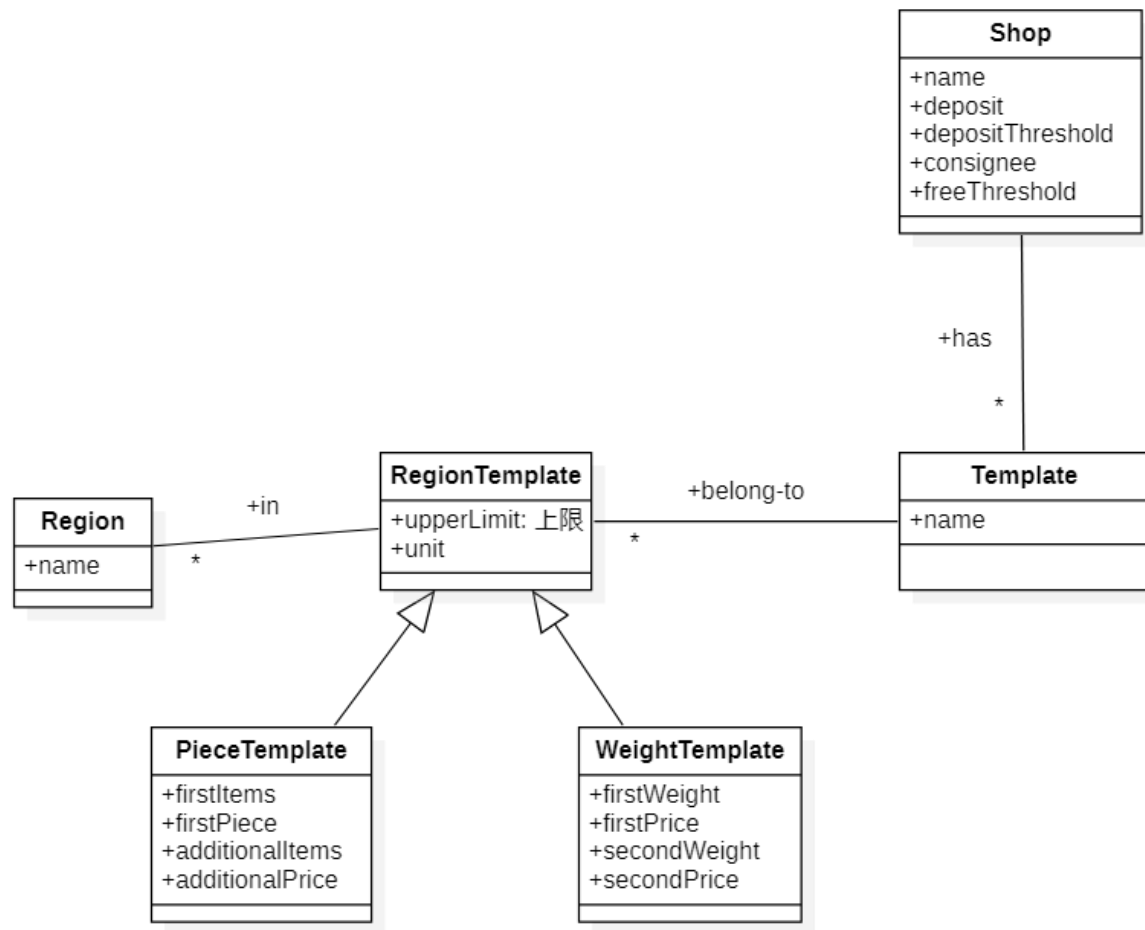 Shop
+name
+deposit
+depositThreshold
+consignee
+freeThreshold
+has
*
RegionTemplate
+upperLimit: 上限
+unit
+belong-to
*
Template
+name
Region
+name
+in
*
PieceTemplate
+firstItems
+firstPiece
+additionalItems
+additionalPrice
WeightTemplate
+firstWeight
+firstPrice
+secondWeight
+secondPrice